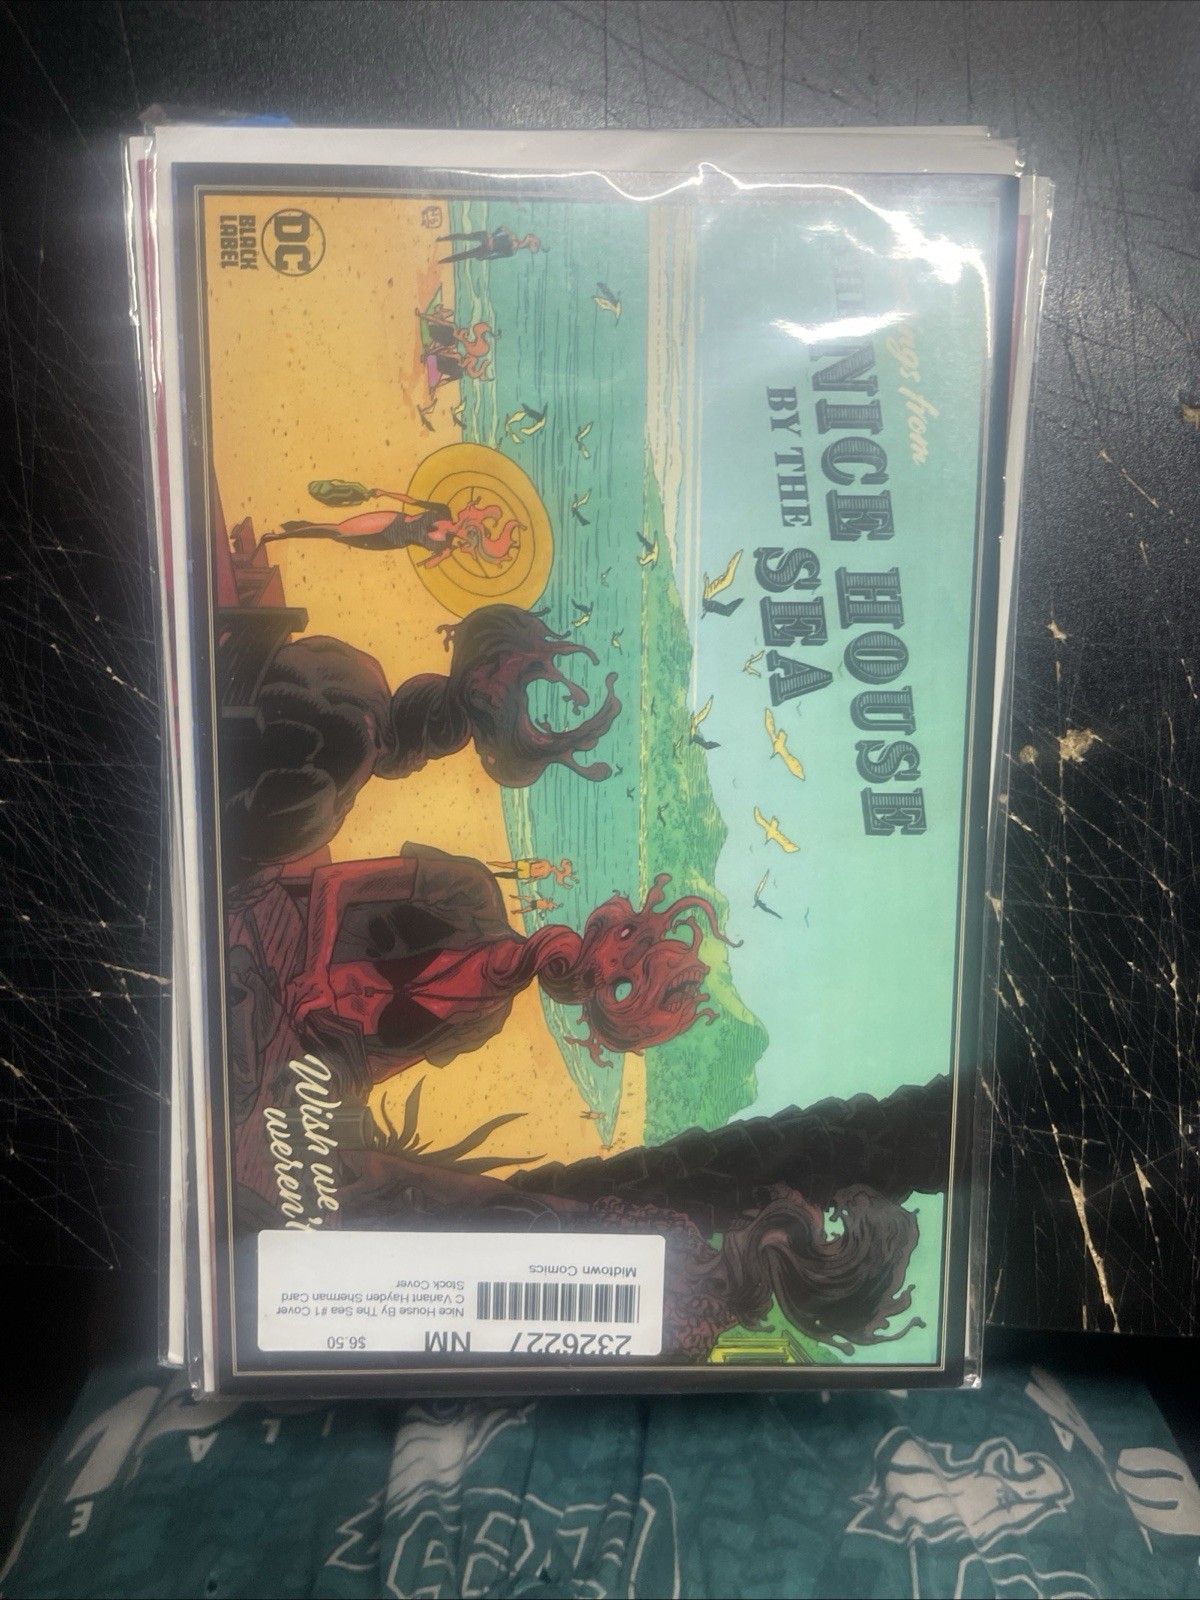 from
NICE HOUSE
BY THE SEA
DC
BLACK
LABEL
Wish we
weren't
2326227 NM $6.50
Nice House By The Sea #1 Cover
C Variant Hayden Sherman Card
Stock Cover
Midtown Comics